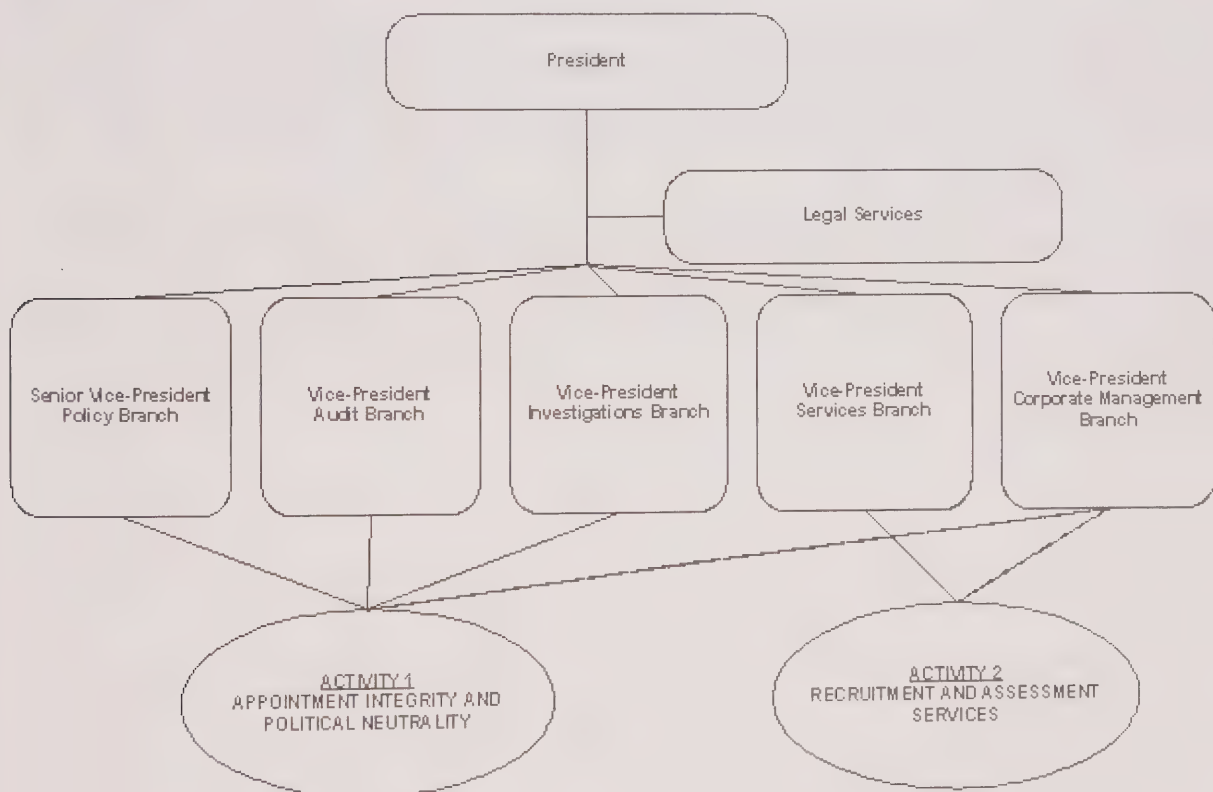 President
Legal Services
Senior Vice-President
Policy Branch
Vice-President
Audit Branch
Vice-President
Investigations Branch
Vice-President
Services Branch
Vice-President
Corporate Management
Branch
ACTIVITY 1
APPOINTMENT INTEGRITY AND
POLITICAL NEUTRALITY
ACTIVITY 2
RECRUITMENT AND ASSESSMENT
SERVICES